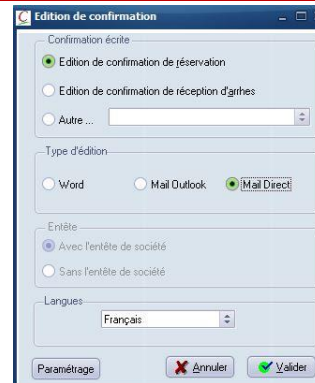 Edition de confirmation
Confirmation écrite
Edition de confirmation de réservation
Edition de confirmation de réception d'arrhes
Autre ...
Type d'édition
Word Mail Outlook Mail Direct
Entête
Avec l'entête de société
Sans l'entête de société
Langues
Français
Paramétrage Annuler Valider